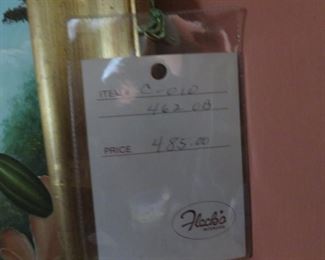 ITEM C-010
462 OB
PRICE 485.00
Fleck's